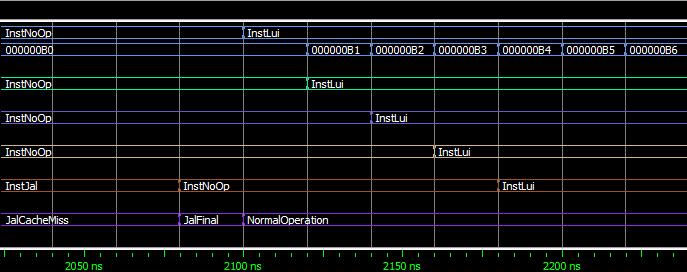 InstNoOp InstLui
000000B0 000000B1 000000B2 000000B3 000000B4 000000B5 000000B6
InstNoOp InstLui
InstNoOp InstLui
InstNoOp InstLui
InstJal InstNoOp InstLui
JalCacheMiss JalFinal NormalOperation
2050 ns 2100 ns 2150 ns 2200 ns